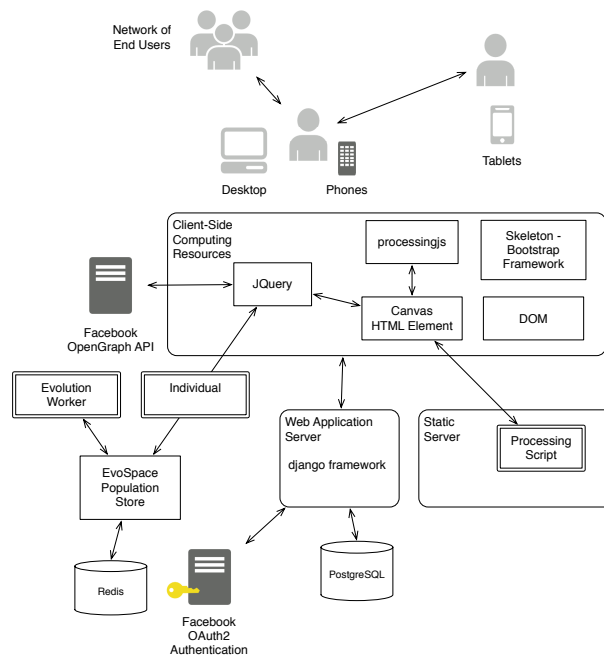 Network of
End Users
Desktop
Phones
Tablets
Client-Side
Computing
Resources
processingjs
Skeleton -
Bootstrap
Framework
JQuery
Canvas
HTML Element
DOM
Facebook
OpenGraph API
Evolution
Worker
Individual
Web Application
Server
django framework
Static
Server
Processing
Script
EvoSpace
Population
Store
Redis
PostgreSQL
Facebook
OAuth2
Authentication